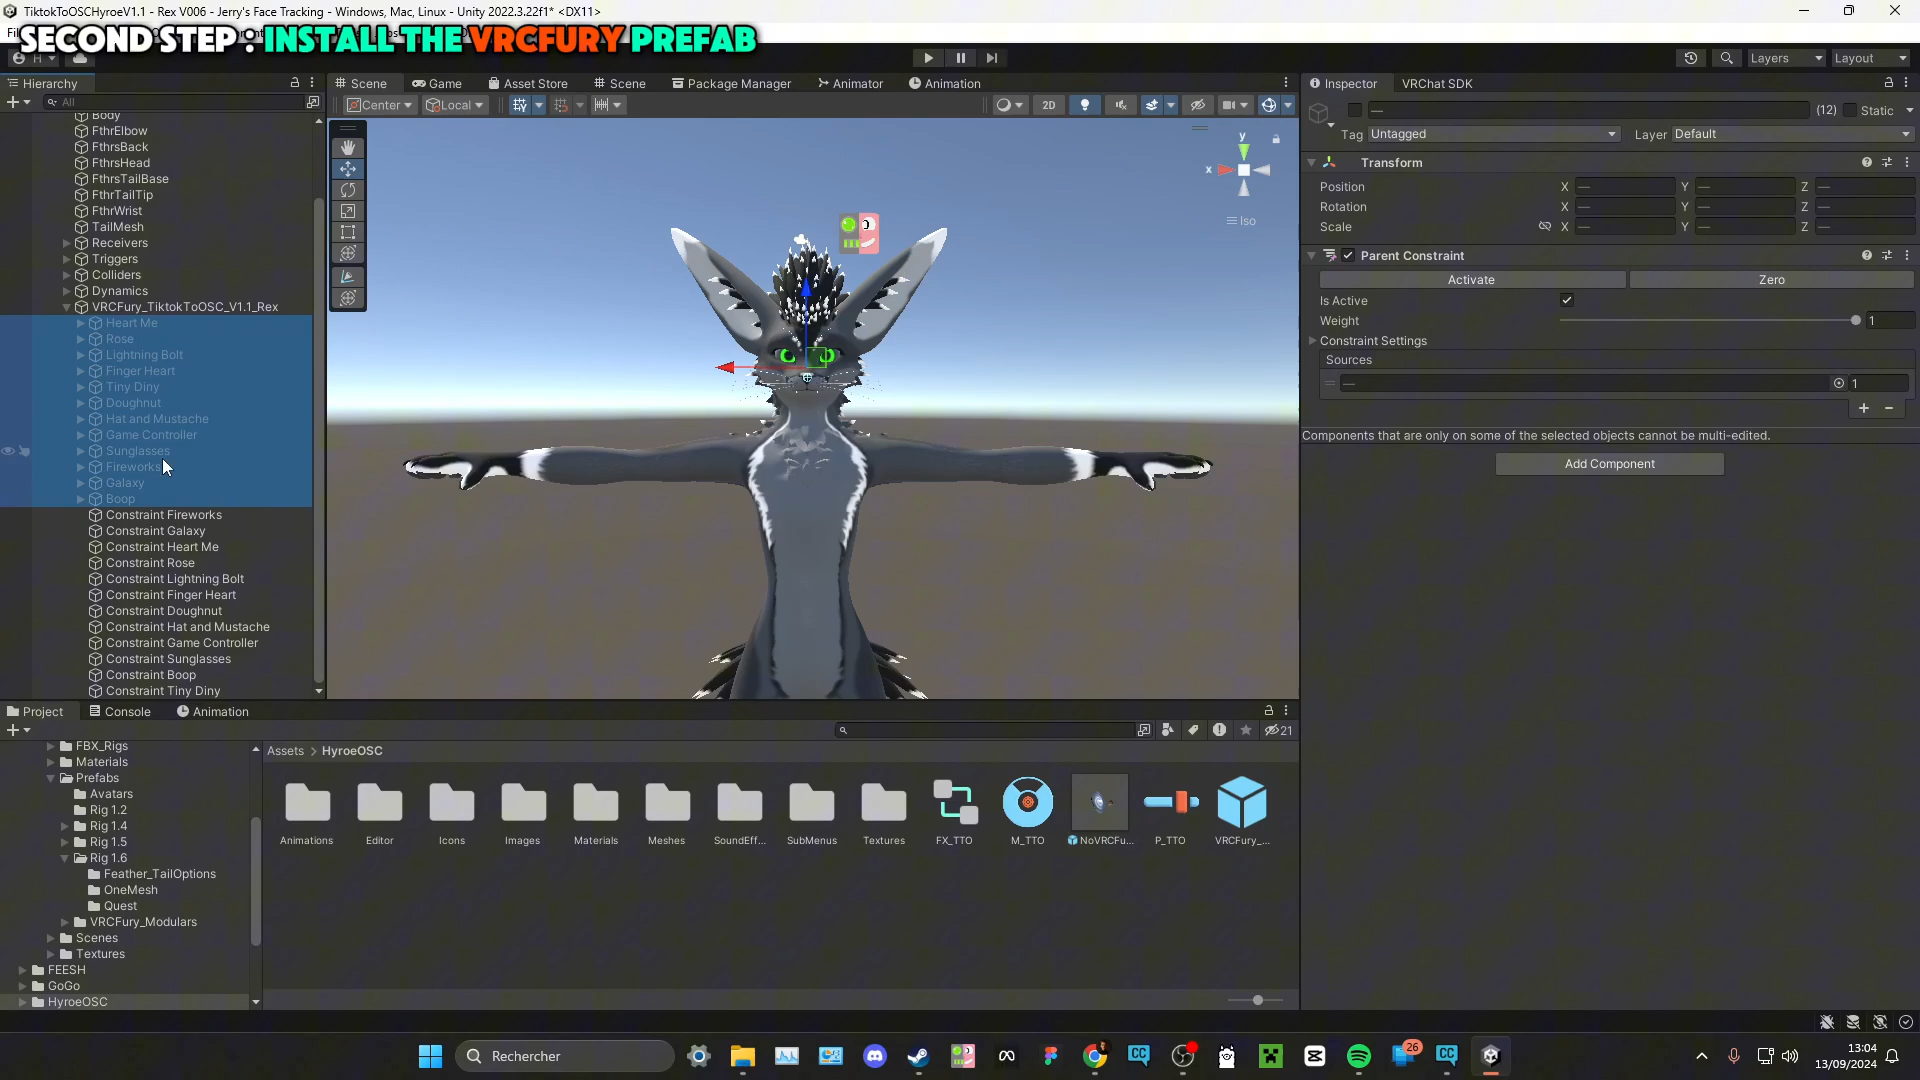 TiktokToOSCHyroeV1.1 - Rex V006 - Jerry's Face Tracking - Windows, Mac, Linux - Unity 2022.3.22f1* <DX11>
SECOND STEP : INSTALL THE VRCFURY PREFAB
H
Layers
Layout
Hierarchy
All
Body
FthrElbow
FthrsBack
FthrsHead
FthrsTailBase
FthrTailTip
FthrWrist
TailMesh
Receivers
Triggers
Colliders
Dynamics
VRCFury_TiktokToOSC_V1.1_Rex
Heart Me
Rose
Lightning Bolt
Finger Heart
Tiny Diny
Doughnut
Hat and Mustache
Game Controller
Sunglasses
Fireworks
Galaxy
Boop
Constraint Fireworks
Constraint Galaxy
Constraint Heart Me
Constraint Rose
Constraint Lightning Bolt
Constraint Finger Heart
Constraint Doughnut
Constraint Hat and Mustache
Constraint Game Controller
Constraint Sunglasses
Constraint Boop
Constraint Tiny Diny
Scene
Game
Asset Store
Scene
Package Manager
Animator
Animation
Center
Local
2D
y
x
Iso
Inspector
VRChat SDK
—
(12)
Static
Tag Untagged
Layer Default
Transform
Position X — Y — Z —
Rotation X — Y — Z —
Scale X — Y — Z —
Parent Constraint
Activate
Zero
Is Active
Weight 1
Constraint Settings
Sources
— 1
Components that are only on some of the selected objects cannot be multi-edited.
Add Component
Project
Console
Animation
21
FBX_Rigs
Materials
Prefabs
Avatars
Rig 1.2
Rig 1.4
Rig 1.5
Rig 1.6
Feather_TailOptions
OneMesh
Quest
VRCFury_Modulars
Scenes
Textures
FEESH
GoGo
HyroeOSC
Assets > HyroeOSC
Animations
Editor
Icons
Images
Materials
Meshes
SoundEff...
SubMenus
Textures
FX_TTO
M_TTO
NoVRCFu...
P_TTO
VRCFury_...
Rechercher
CC
26
CC
13:04
13/09/2024